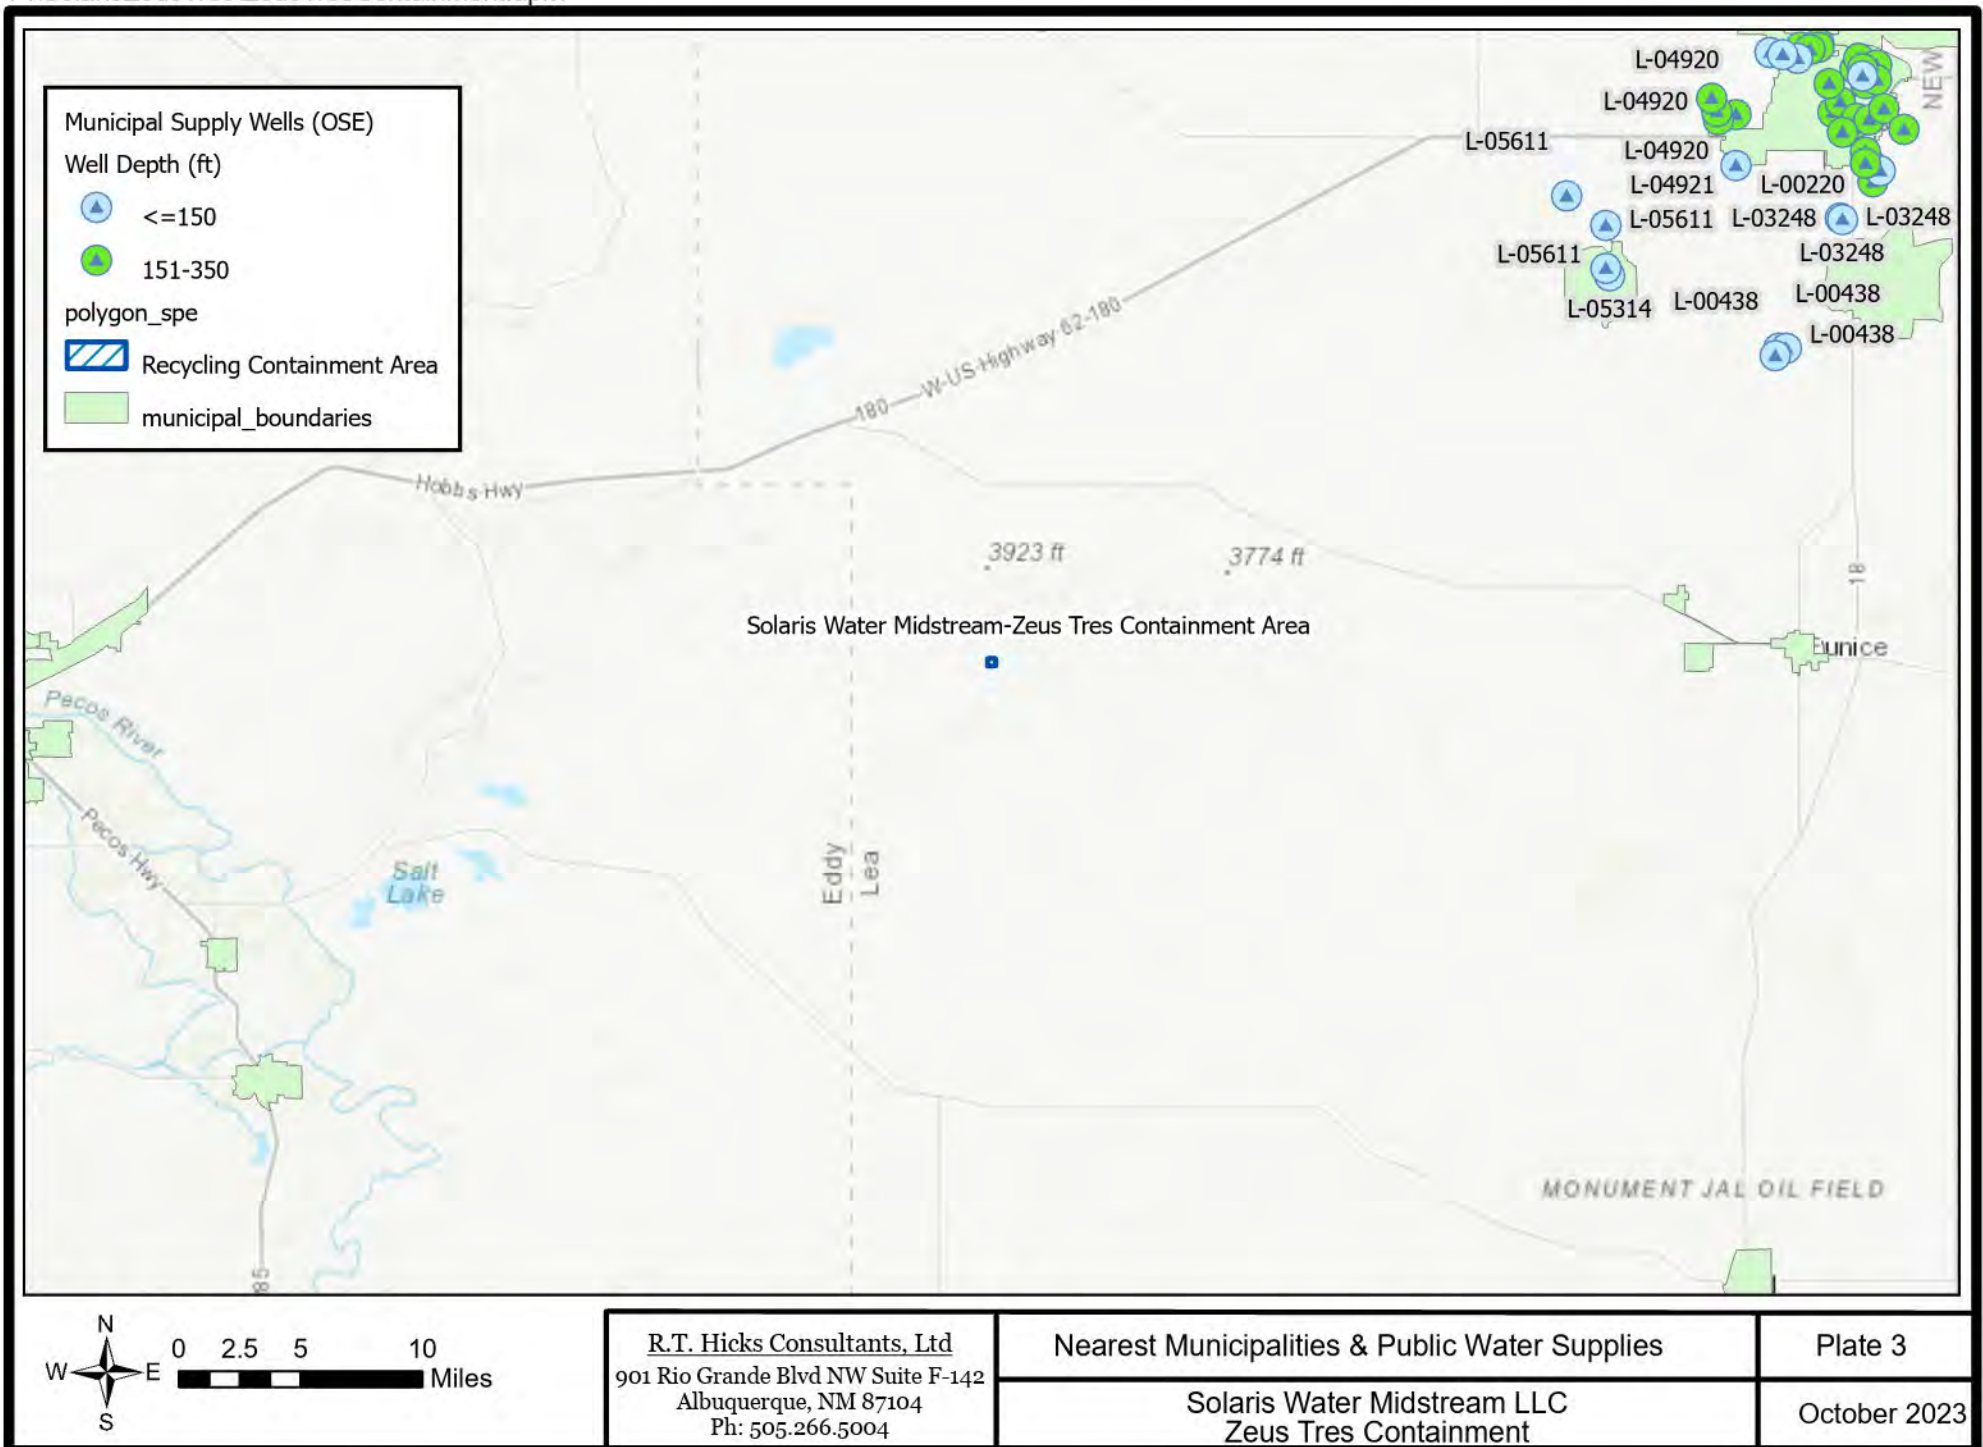 Municipal Supply Wells (OSE)
Well Depth (ft)
<=150
151-350
polygon_spe
Recycling Containment Area
municipal_boundaries
L-04920
L-04920
L-05611
L-04920
L-04921
L-00220
L-05611
L-03248
L-03248
L-05611
L-03248
L-05314
L-00438
L-00438
L-00438
NEW
180
W US Highway 62-180
Hobbs Hwy
3923 ft
3774 ft
18
Solaris Water Midstream-Zeus Tres Containment Area
Eunice
Pecos River
Pecos Hwy
Salt
Lake
Eddy
Lea
MONUMENT JAL OIL FIELD
85
N
W
E
S
0 2.5 5 10
Miles
R.T. Hicks Consultants, Ltd
901 Rio Grande Blvd NW Suite F-142
Albuquerque, NM 87104
Ph: 505.266.5004
Nearest Municipalities & Public Water Supplies
Solaris Water Midstream LLC
Zeus Tres Containment
Plate 3
October 2023